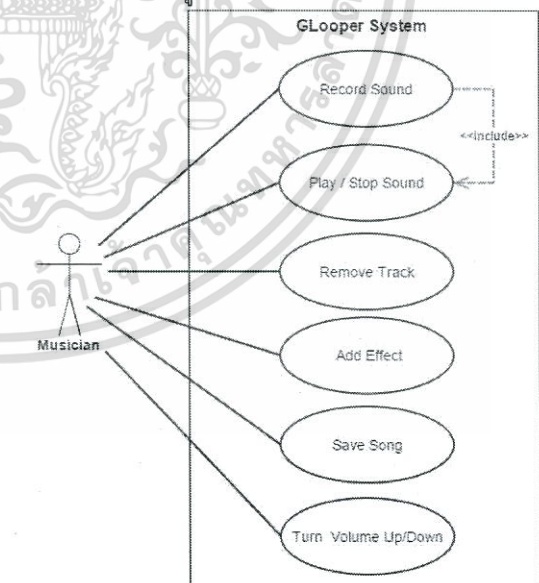 GLooper System
Record Sound
<<include>>
Play / Stop Sound
Remove Track
Musician
Add Effect
Save Song
Turn Volume Up/Down